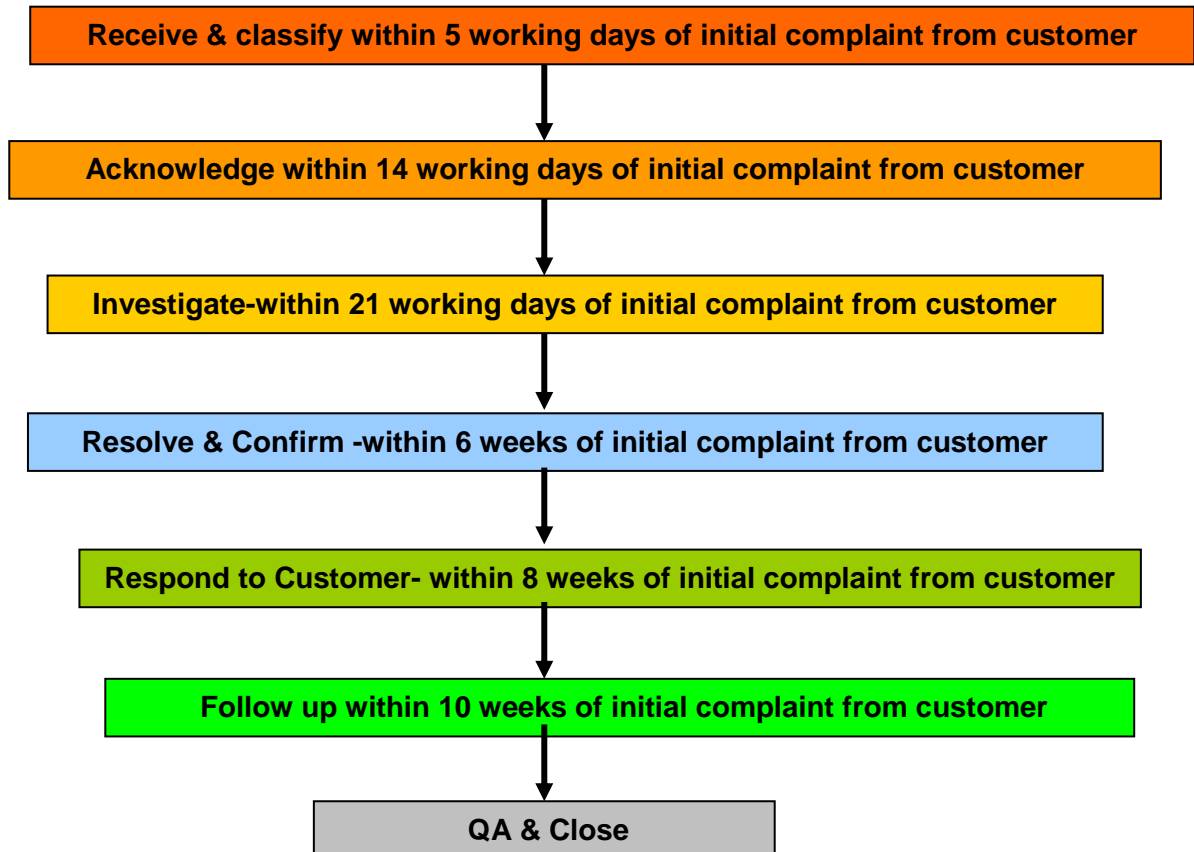 Receive & classify within 5 working days of initial complaint from customer
Acknowledge within 14 working days of initial complaint from customer
Investigate-within 21 working days of initial complaint from customer
Resolve & Confirm -within 6 weeks of initial complaint from customer
Respond to Customer- within 8 weeks of initial complaint from customer
Follow up within 10 weeks of initial complaint from customer
QA & Close